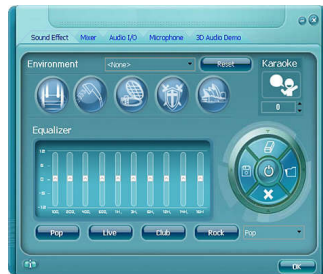 Sound Effect Mixer Audio I/O Microphone 3D Audio Demo
Environment <None> Reset Karaoke
0
Equalizer
Pop Live Club Rock Pop
OK